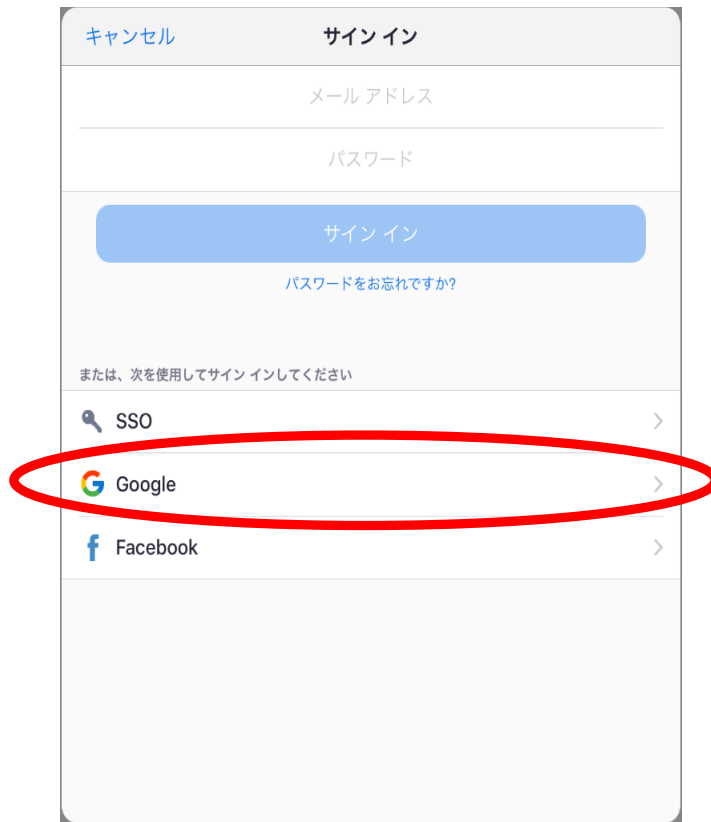 キャンセル サイン イン
メール アドレス
パスワード
サイン イン
パスワードをお忘れですか?
または、次を使用してサイン インしてください
SSO
Google
Facebook